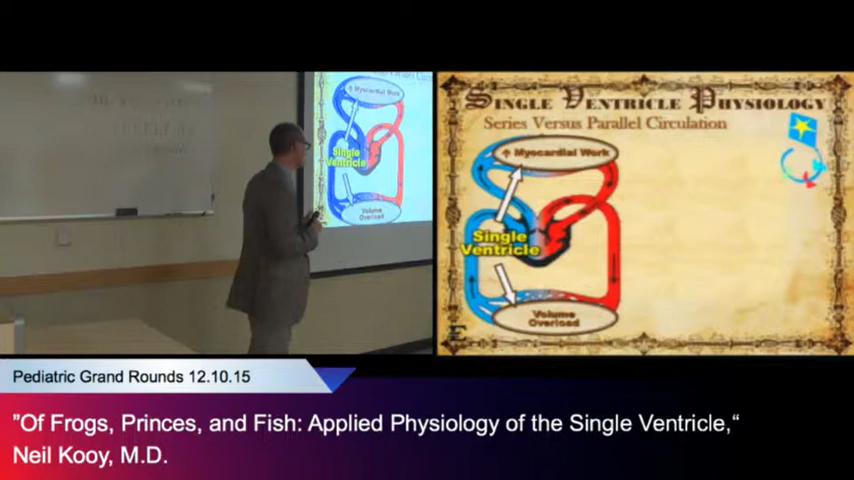 SINGLE VENTRICLE PHYSIOLOGY
Series Versus Parallel Circulation
↑ Myocardial Work
Single
Ventricle
Volume
Overload
↑ Myocardial Work
Single
Ventricle
Volume
Overload
Pediatric Grand Rounds 12.10.15
"Of Frogs, Princes, and Fish: Applied Physiology of the Single Ventricle,“
Neil Kooy, M.D.